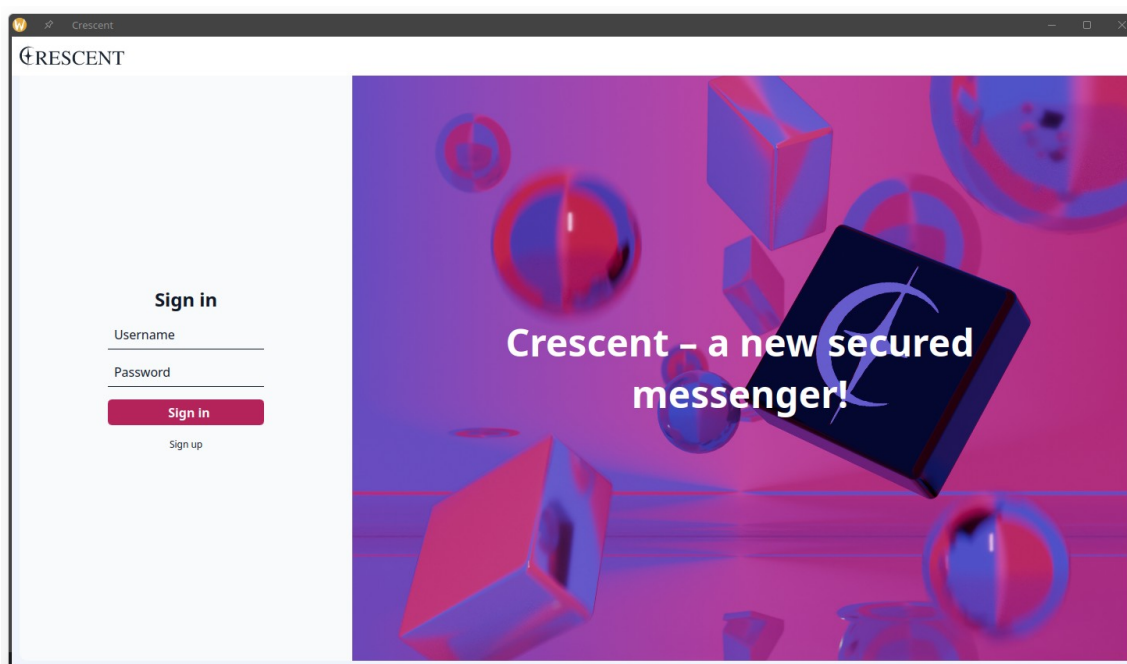 Crescent
CRESCENT
Sign in
Username
Password
Sign in
Sign up
Crescent – a new secured
messenger!